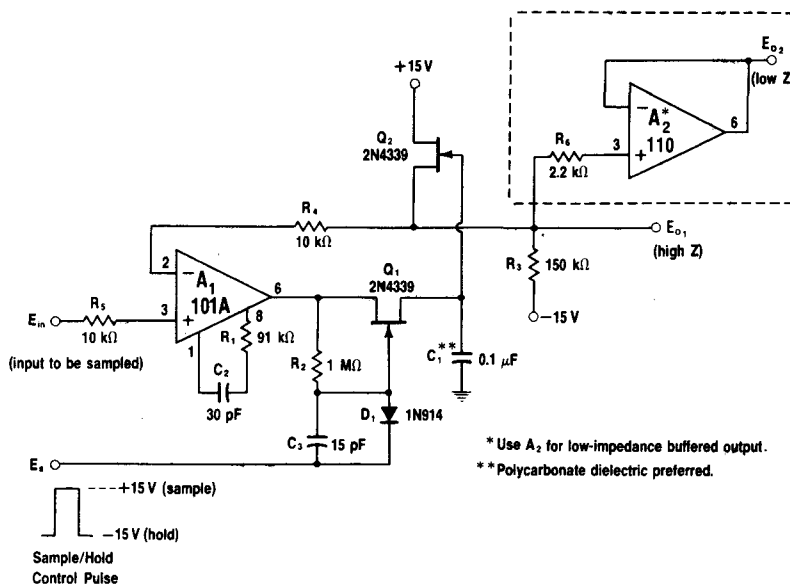 E_o2
(low Z)
+15 V
−
A_2*
6
110
3
+
R_6
2.2 kΩ
Q_2
2N4339
R_4
10 kΩ
E_o1
(high Z)
R_3
150 kΩ
−15 V
2
−
A_1
101A
6
Q_1
2N4339
E_in
R_5
10 kΩ
3
+
8
R_1
91 kΩ
1
(input to be sampled)
C_2
30 pF
R_2
1 MΩ
C_1**
0.1 μF
D_1
1N914
C_3
15 pF
E_s
+15 V (sample)
−15 V (hold)
Sample/Hold
Control Pulse
*Use A_2 for low-impedance buffered output.
**Polycarbonate dielectric preferred.